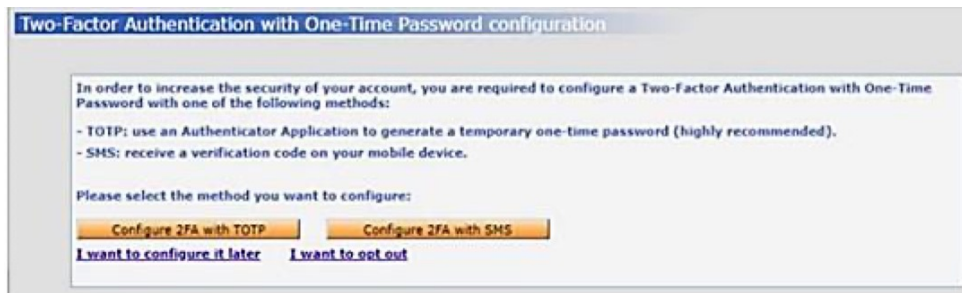 Two-Factor Authentication with One-Time Password configuration
In order to increase the security of your account, you are required to configure a Two-Factor Authentication with One-Time
Password with one of the following methods:
- TOTP: use an Authenticator Application to generate a temporary one-time password (highly recommended).
- SMS: receive a verification code on your mobile device.
Please select the method you want to configure:
Configure 2FA with TOTP Configure 2FA with SMS
I want to configure it later I want to opt out